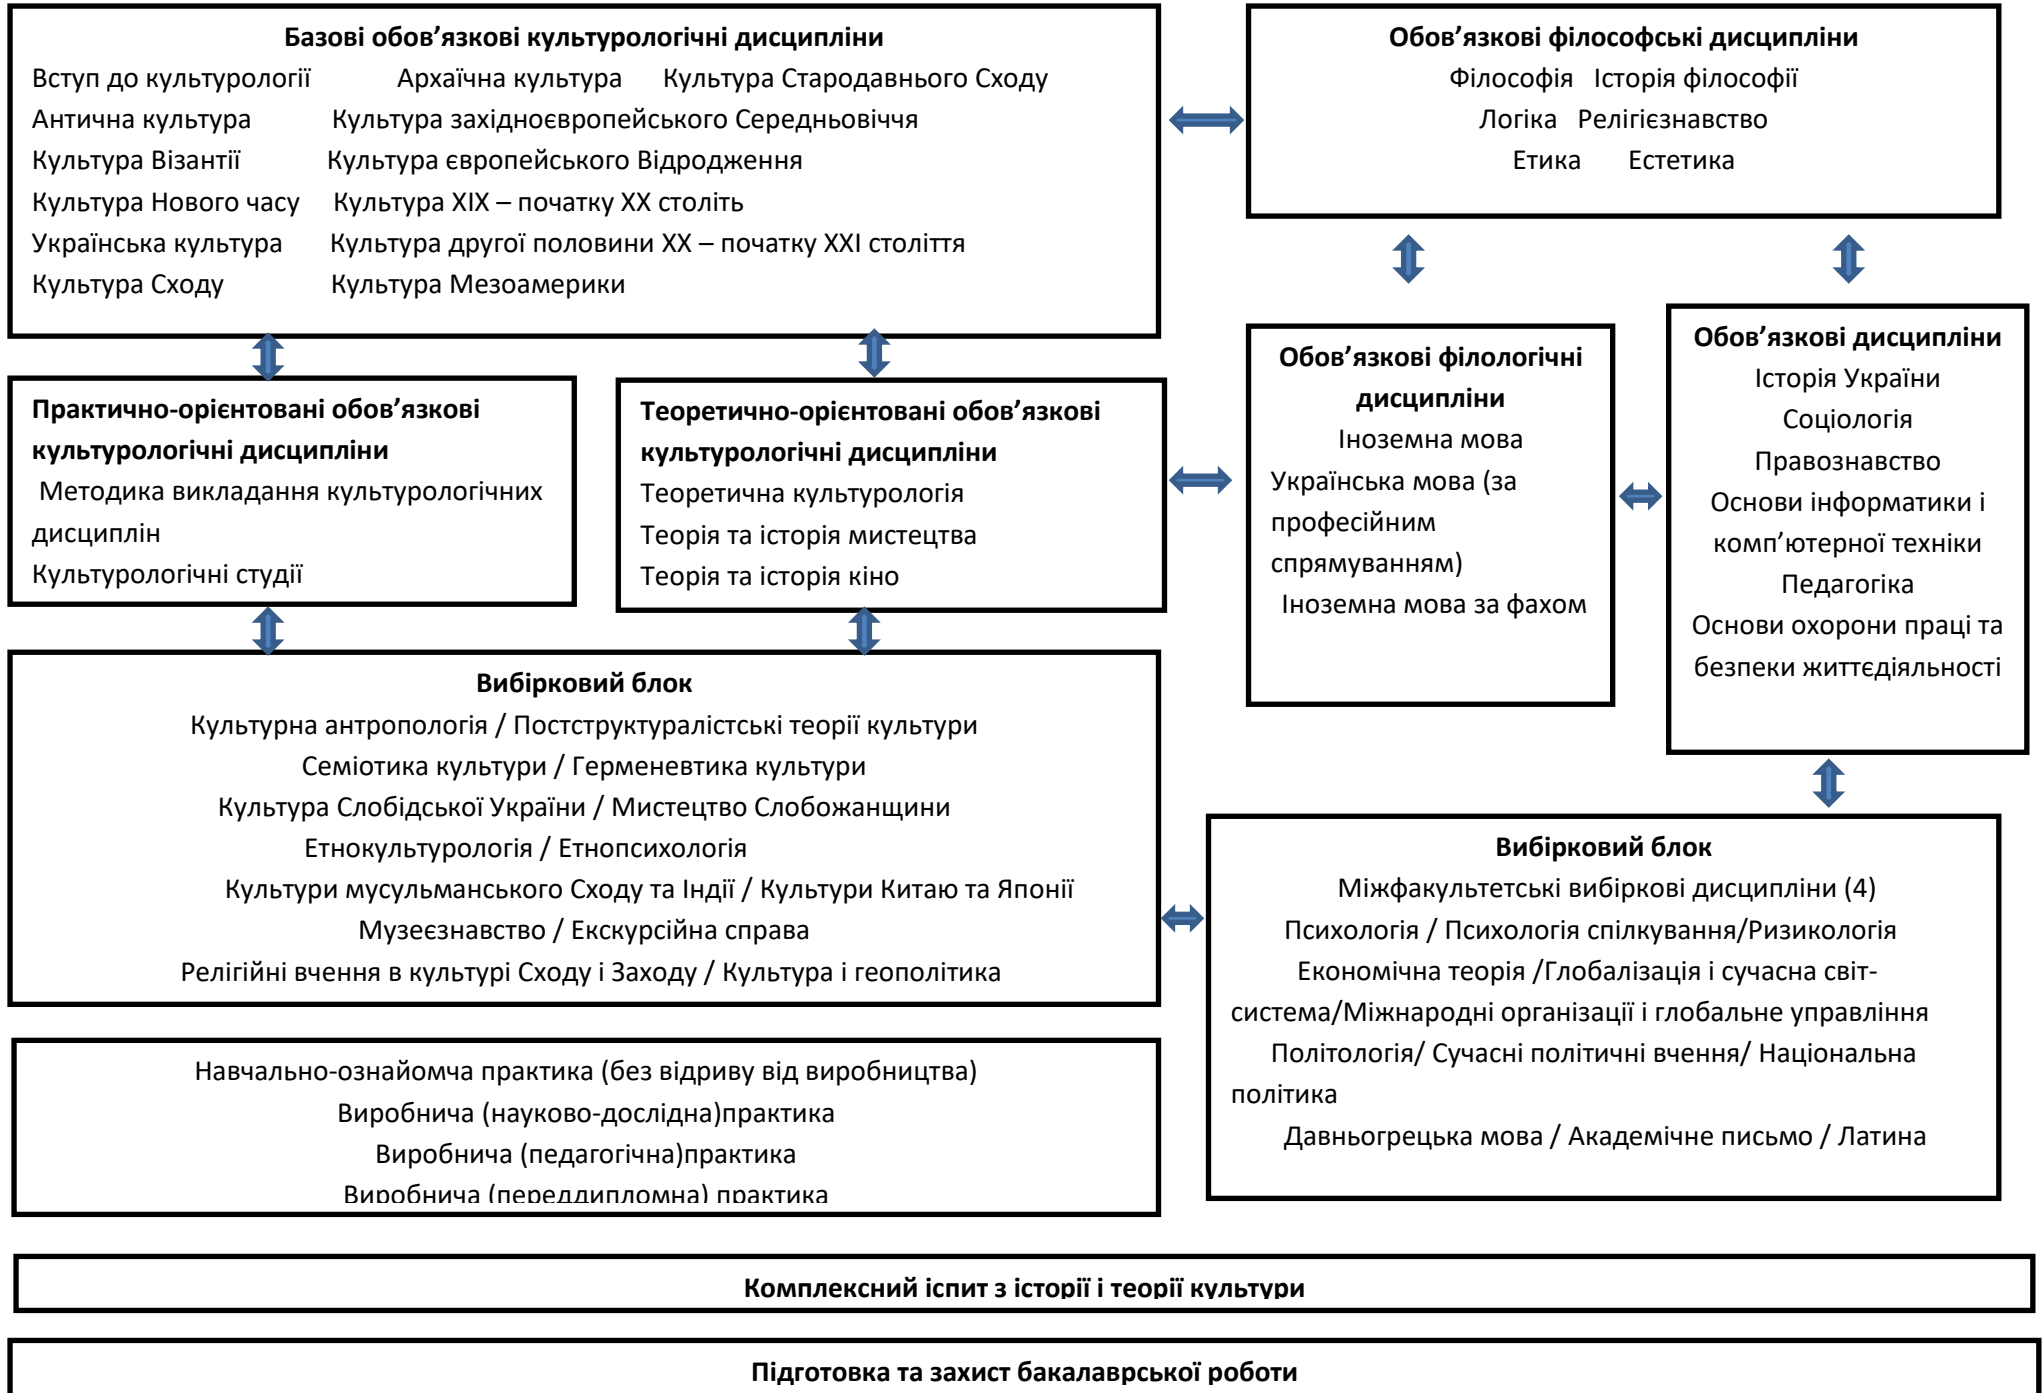 Базові обов’язкові культурологічні дисципліни
Вступ до культурології Архаїчна культура Культура Стародавнього Сходу
Антична культура Культура західноєвропейського Середньовіччя
Культура Візантії Культура європейського Відродження
Культура Нового часу Культура ХІХ – початку ХХ століть
Українська культура Культура другої половини ХХ – початку ХХІ століття
Культура Сходу Культура Мезоамерики
Обов’язкові філософські дисципліни
Філософія Історія філософії
Логіка Релігієзнавство
Етика Естетика
Практично-орієнтовані обов’язкові
культурологічні дисципліни
Методика викладання культурологічних
дисциплін
Культурологічні студії
Теоретично-орієнтовані обов’язкові
культурологічні дисципліни
Теоретична культурологія
Теорія та історія мистецтва
Теорія та історія кіно
Обов’язкові філологічні
дисципліни
Іноземна мова
Українська мова (за
професійним
спрямуванням)
Іноземна мова за фахом
Обов’язкові дисципліни
Історія України
Соціологія
Правознавство
Основи інформатики і
комп’ютерної техніки
Педагогіка
Основи охорони праці та
безпеки життєдіяльності
Вибірковий блок
Культурна антропологія / Постструктуралістські теорії культури
Семіотика культури / Герменевтика культури
Культура Слобідської України / Мистецтво Слобожанщини
Етнокультурологія / Етнопсихологія
Культури мусульманського Сходу та Індії / Культури Китаю та Японії
Музеєзнавство / Екскурсійна справа
Релігійні вчення в культурі Сходу і Заходу / Культура і геополітика
Вибірковий блок
Міжфакультетські вибіркові дисципліни (4)
Психологія / Психологія спілкування/Ризикологія
Економічна теорія /Глобалізація і сучасна світ-
система/Міжнародні організації і глобальне управління
Політологія/ Сучасні політичні вчення/ Національна
політика
Давньогрецька мова / Академічне письмо / Латина
Навчально-ознайомча практика (без відриву від виробництва)
Виробнича (науково-дослідна)практика
Виробнича (педагогічна)практика
Виробнича (переддипломна) практика
Комплексний іспит з історії і теорії культури
Підготовка та захист бакалаврської роботи